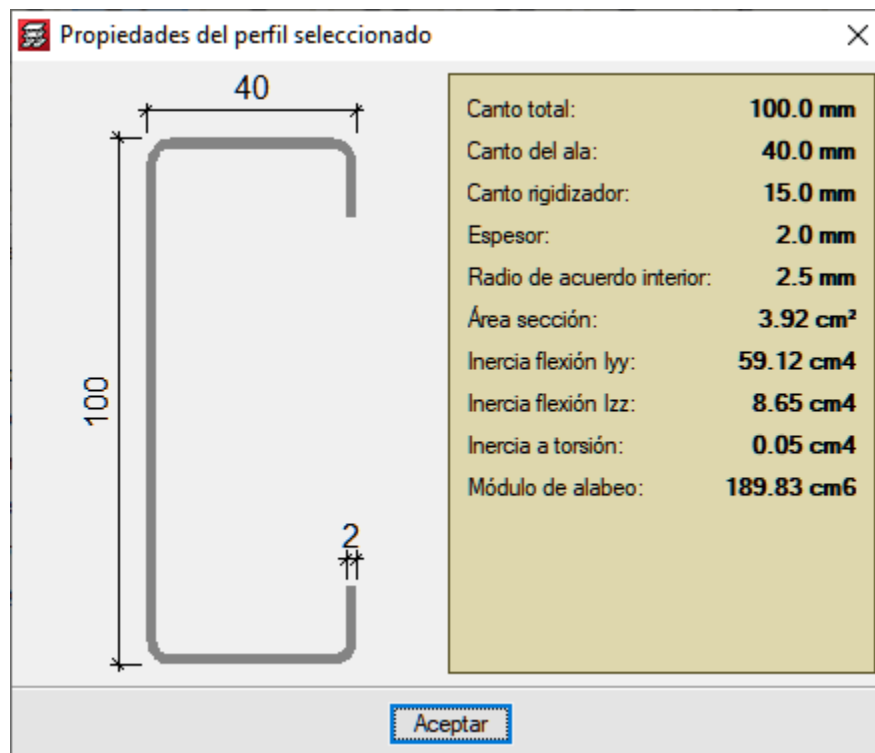 Propiedades del perfil seleccionado
40
100
2
Canto total: 100.0 mm
Canto del ala: 40.0 mm
Canto rigidizador: 15.0 mm
Espesor: 2.0 mm
Radio de acuerdo interior: 2.5 mm
Área sección: 3.92 cm²
Inercia flexión Iyy: 59.12 cm4
Inercia flexión Izz: 8.65 cm4
Inercia a torsión: 0.05 cm4
Módulo de alabeo: 189.83 cm6
Aceptar